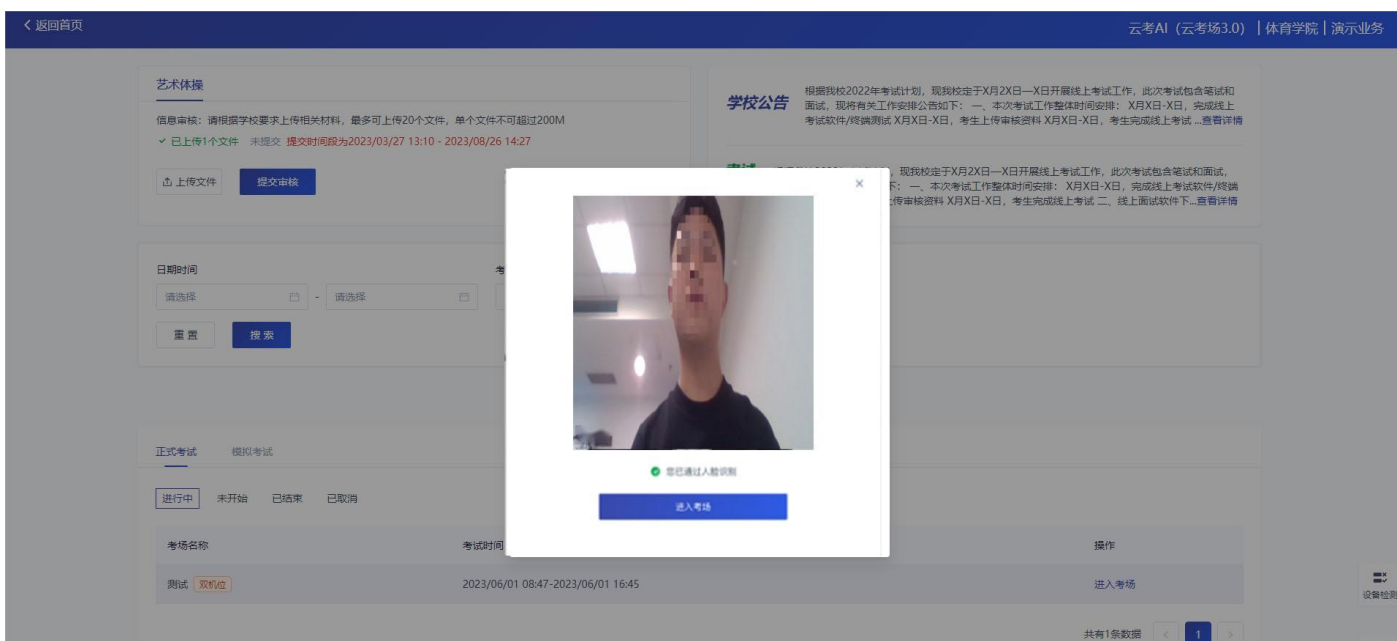 返回首页
云考AI（云考场3.0）｜体育学院｜演示业务
艺术体操
信息审核：请根据学校要求上传相关材料，最多可上传20个文件，单个文件不可超过200M
已上传1个文件 未提交 提交时间段为2023/03/27 13:10 - 2023/08/26 14:27
上传文件
提交审核
学校公告
根据我校2022年考试计划，现我校定于X月2X日—X日开展线上考试工作，此次考试包含笔试和
面试，现将有关工作安排公告如下： 一、本次考试工作整体时间安排： X月X日-X日，完成线上
考试软件/终端测试 X月X日-X日，考生上传审核资料 X月X日-X日，考生完成线上考试 ...查看详情
，现我校定于X月2X日—X日开展线上考试工作，此次考试包含笔试和面试，
下： 一、本次考试工作整体时间安排： X月X日-X日，完成线上考试软件/终端
上传审核资料 X月X日-X日，考生完成线上考试 二、线上面试软件下...查看详情
日期时间
考
请选择 - 请选择
重置
搜索
您已通过人脸识别
进入考场
正式考试
模拟考试
进行中
未开始
已结束
已取消
考场名称
考试时间
操作
测试 双机位
2023/06/01 08:47-2023/06/01 16:45
进入考场
设备检测
共有1条数据 < 1 >